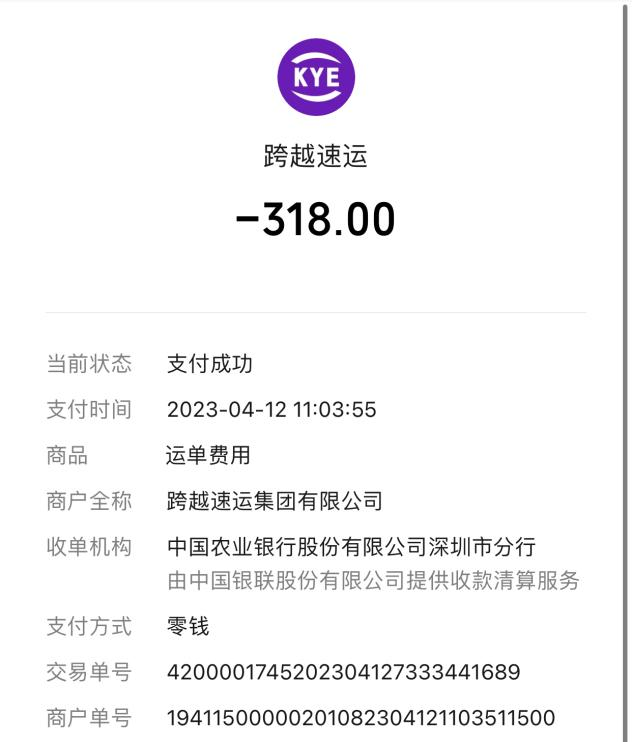 KYE
跨越速运
-318.00
当前状态 支付成功
支付时间 2023-04-12 11:03:55
商品 运单费用
商户全称 跨越速运集团有限公司
收单机构 中国农业银行股份有限公司深圳市分行
由中国银联股份有限公司提供收款清算服务
支付方式 零钱
交易单号 4200001745202304127333441689
商户单号 19411500000201082304121103511500